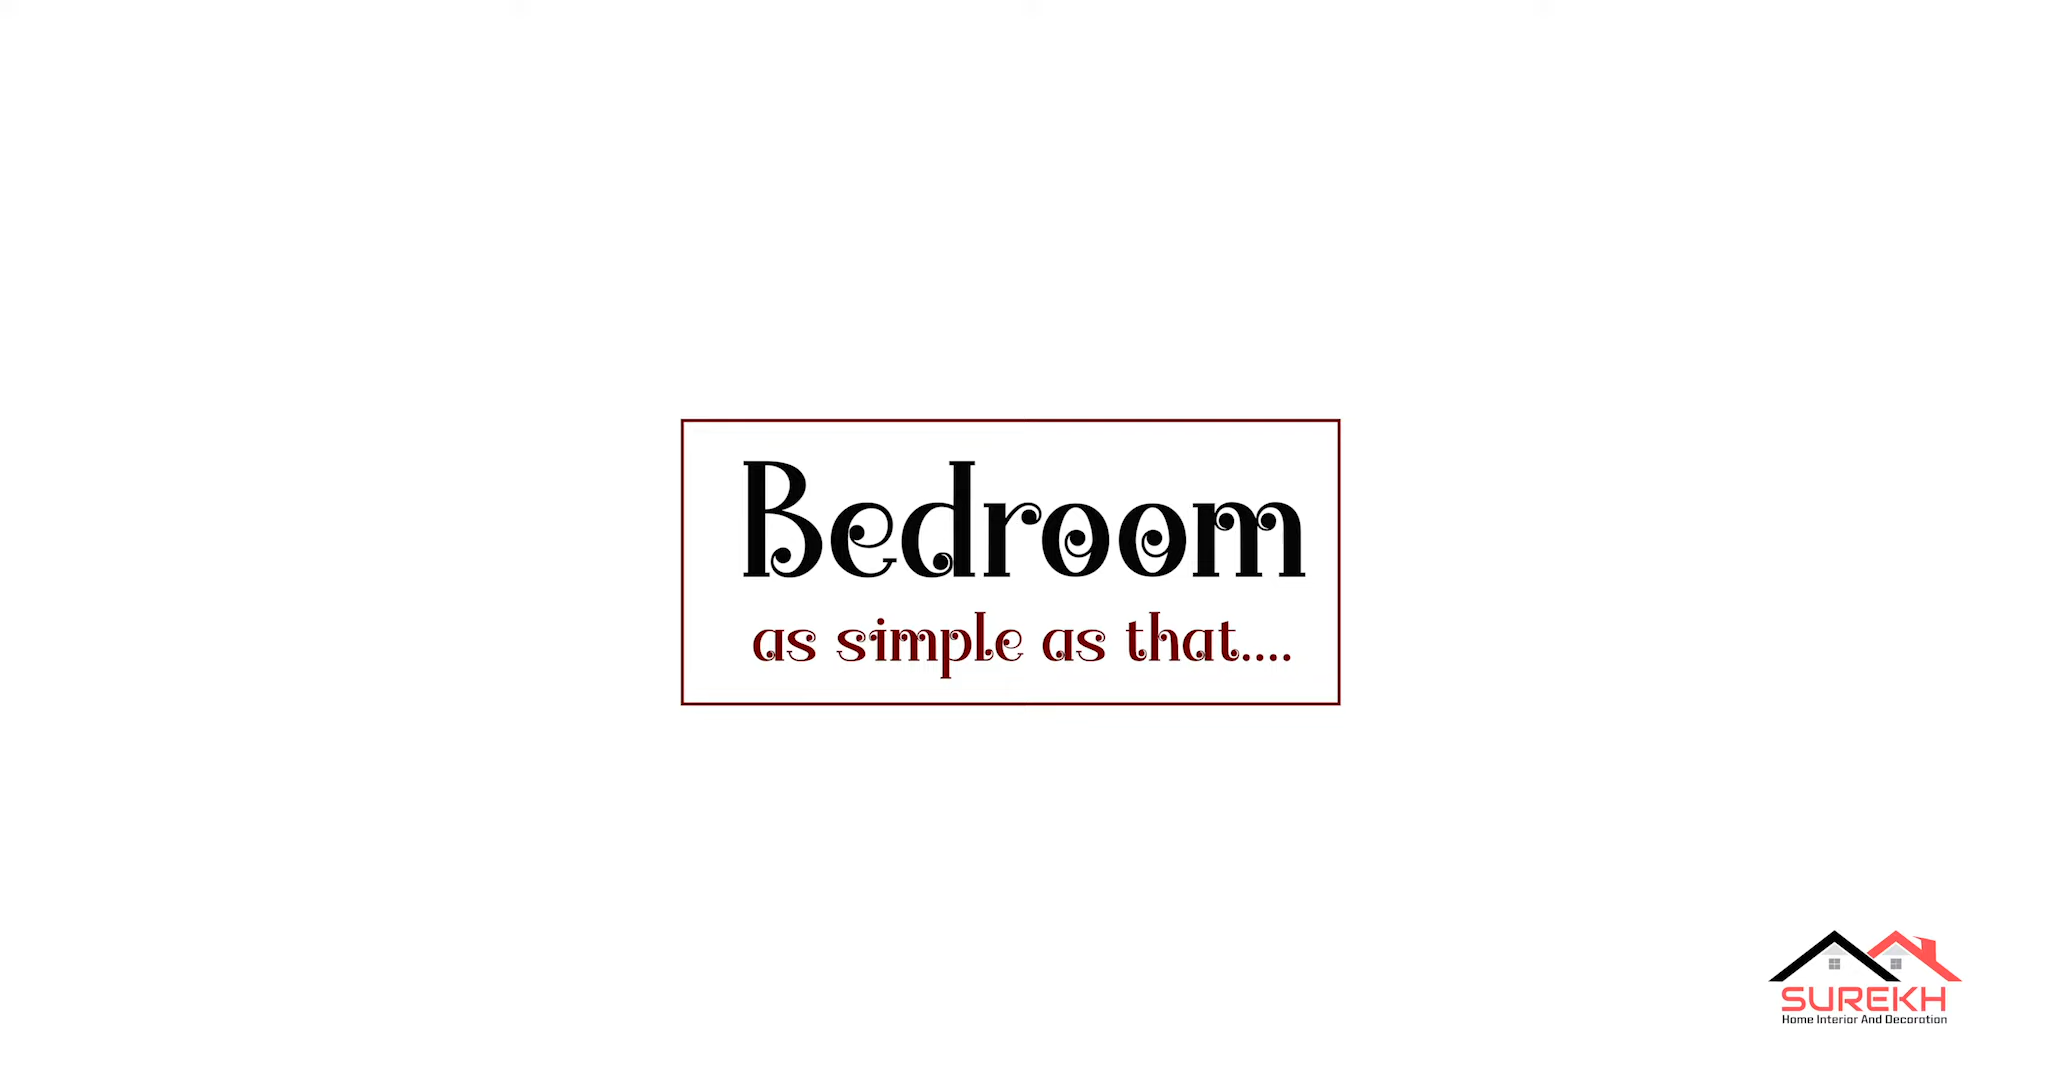 Bedroom
as simple as that....
SUREKH
Home Interior And Decoration